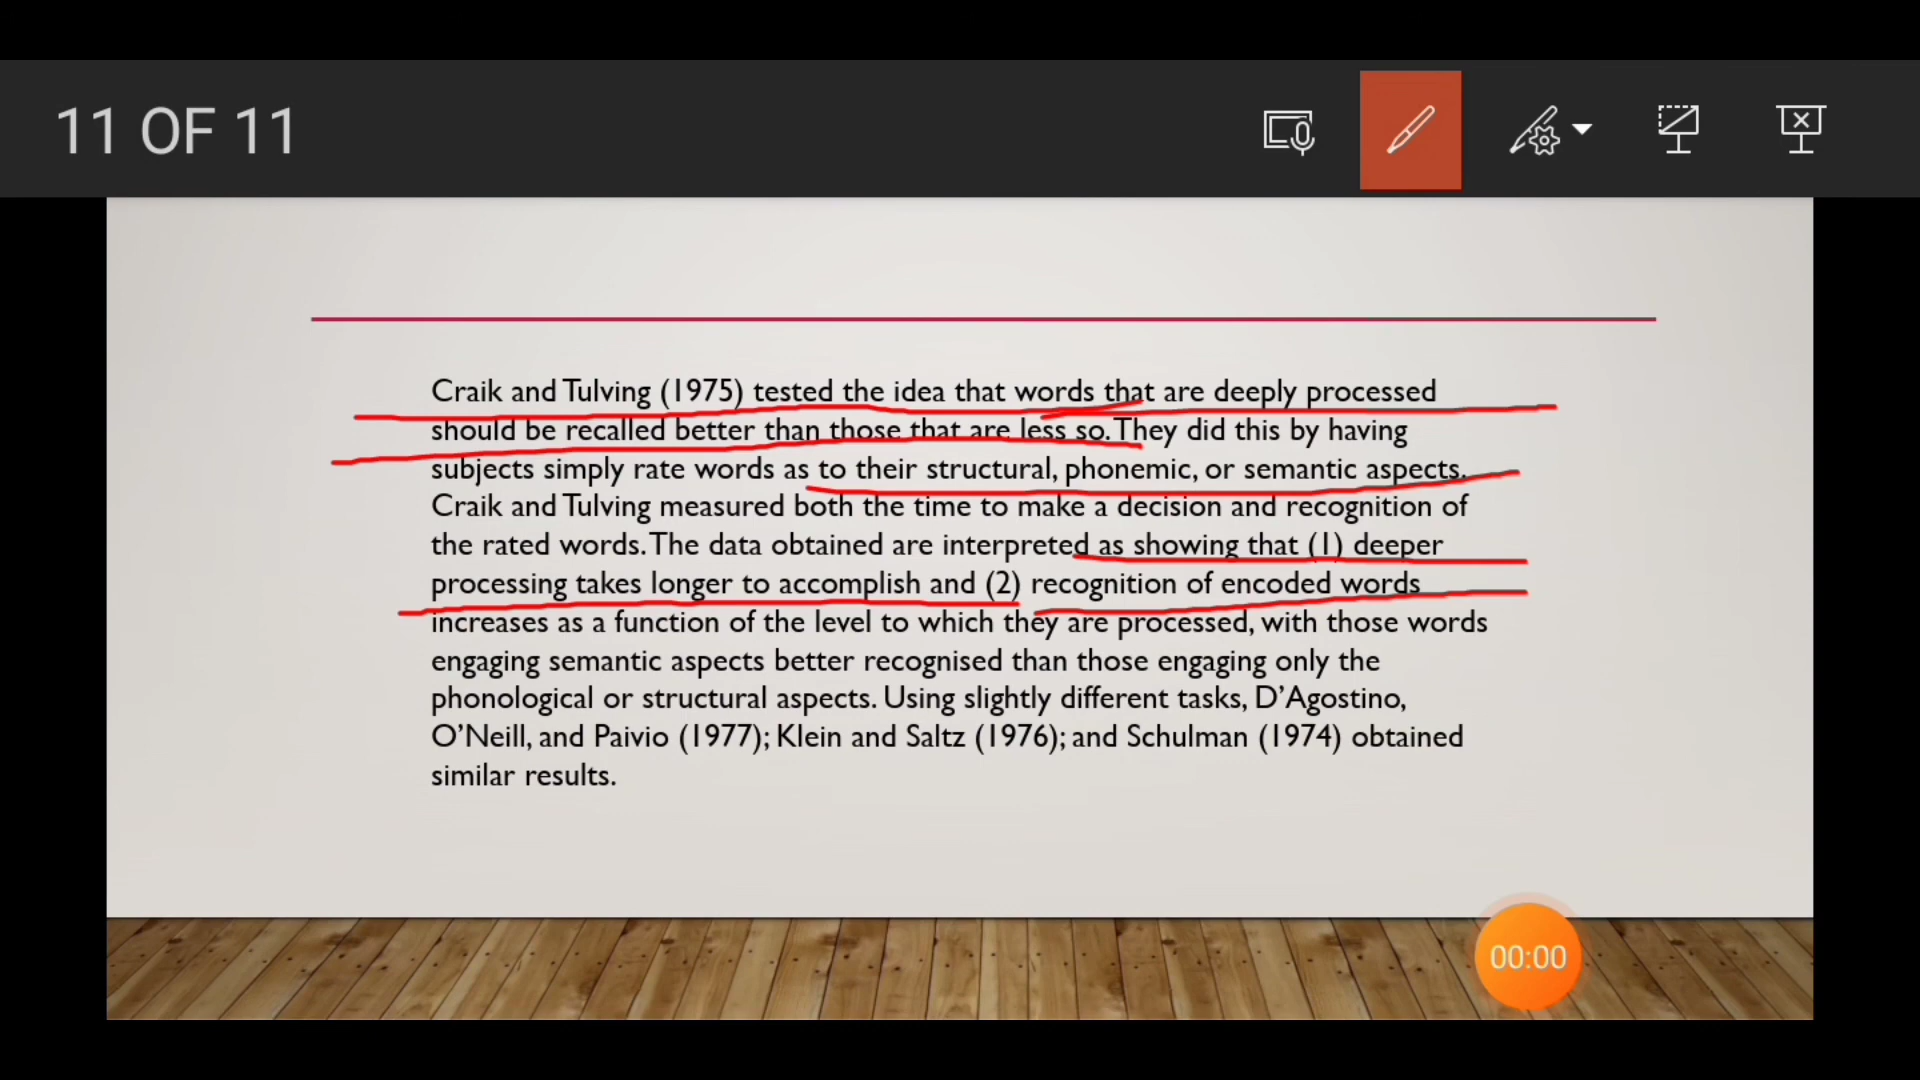 11 OF 11
Craik and Tulving (1975) tested the idea that words that are deeply processed
should be recalled better than those that are less so. They did this by having
subjects simply rate words as to their structural, phonemic, or semantic aspects.
Craik and Tulving measured both the time to make a decision and recognition of
the rated words. The data obtained are interpreted as showing that (1) deeper
processing takes longer to accomplish and (2) recognition of encoded words
increases as a function of the level to which they are processed, with those words
engaging semantic aspects better recognised than those engaging only the
phonological or structural aspects. Using slightly different tasks, D’Agostino,
O’Neill, and Paivio (1977); Klein and Saltz (1976); and Schulman (1974) obtained
similar results.
00:00